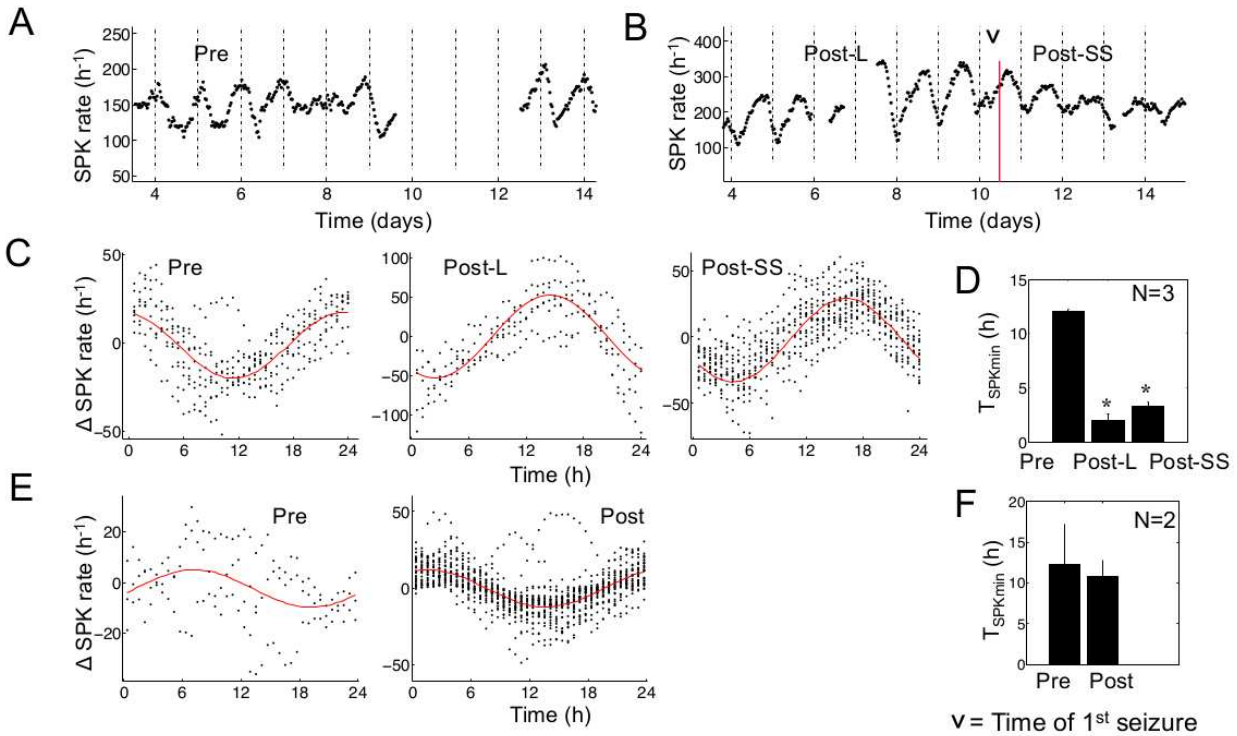 A
SPK rate (h⁻¹)
250
200
150
100
50
Pre
4 6 8 10 12 14
Time (days)
B
SPK rate (h⁻¹)
400
300
200
100
Post-L
v
Post-SS
4 6 8 10 12 14
Time (days)
C
Δ SPK rate (h⁻¹)
50
0
−50
Pre
0 6 12 18 24
100
50
0
−50
−100
Post-L
0 6 12 18 24
Time (h)
50
0
−50
Post-SS
0 6 12 18 24
D
T SPKmin (h)
15
10
5
0
N=3
* *
Pre Post-L Post-SS
E
Δ SPK rate (h⁻¹)
20
0
−20
Pre
0 6 12 18 24
50
0
−50
Post
0 6 12 18 24
Time (h)
F
T SPKmin (h)
20
15
10
5
0
N=2
Pre Post
v = Time of 1st seizure